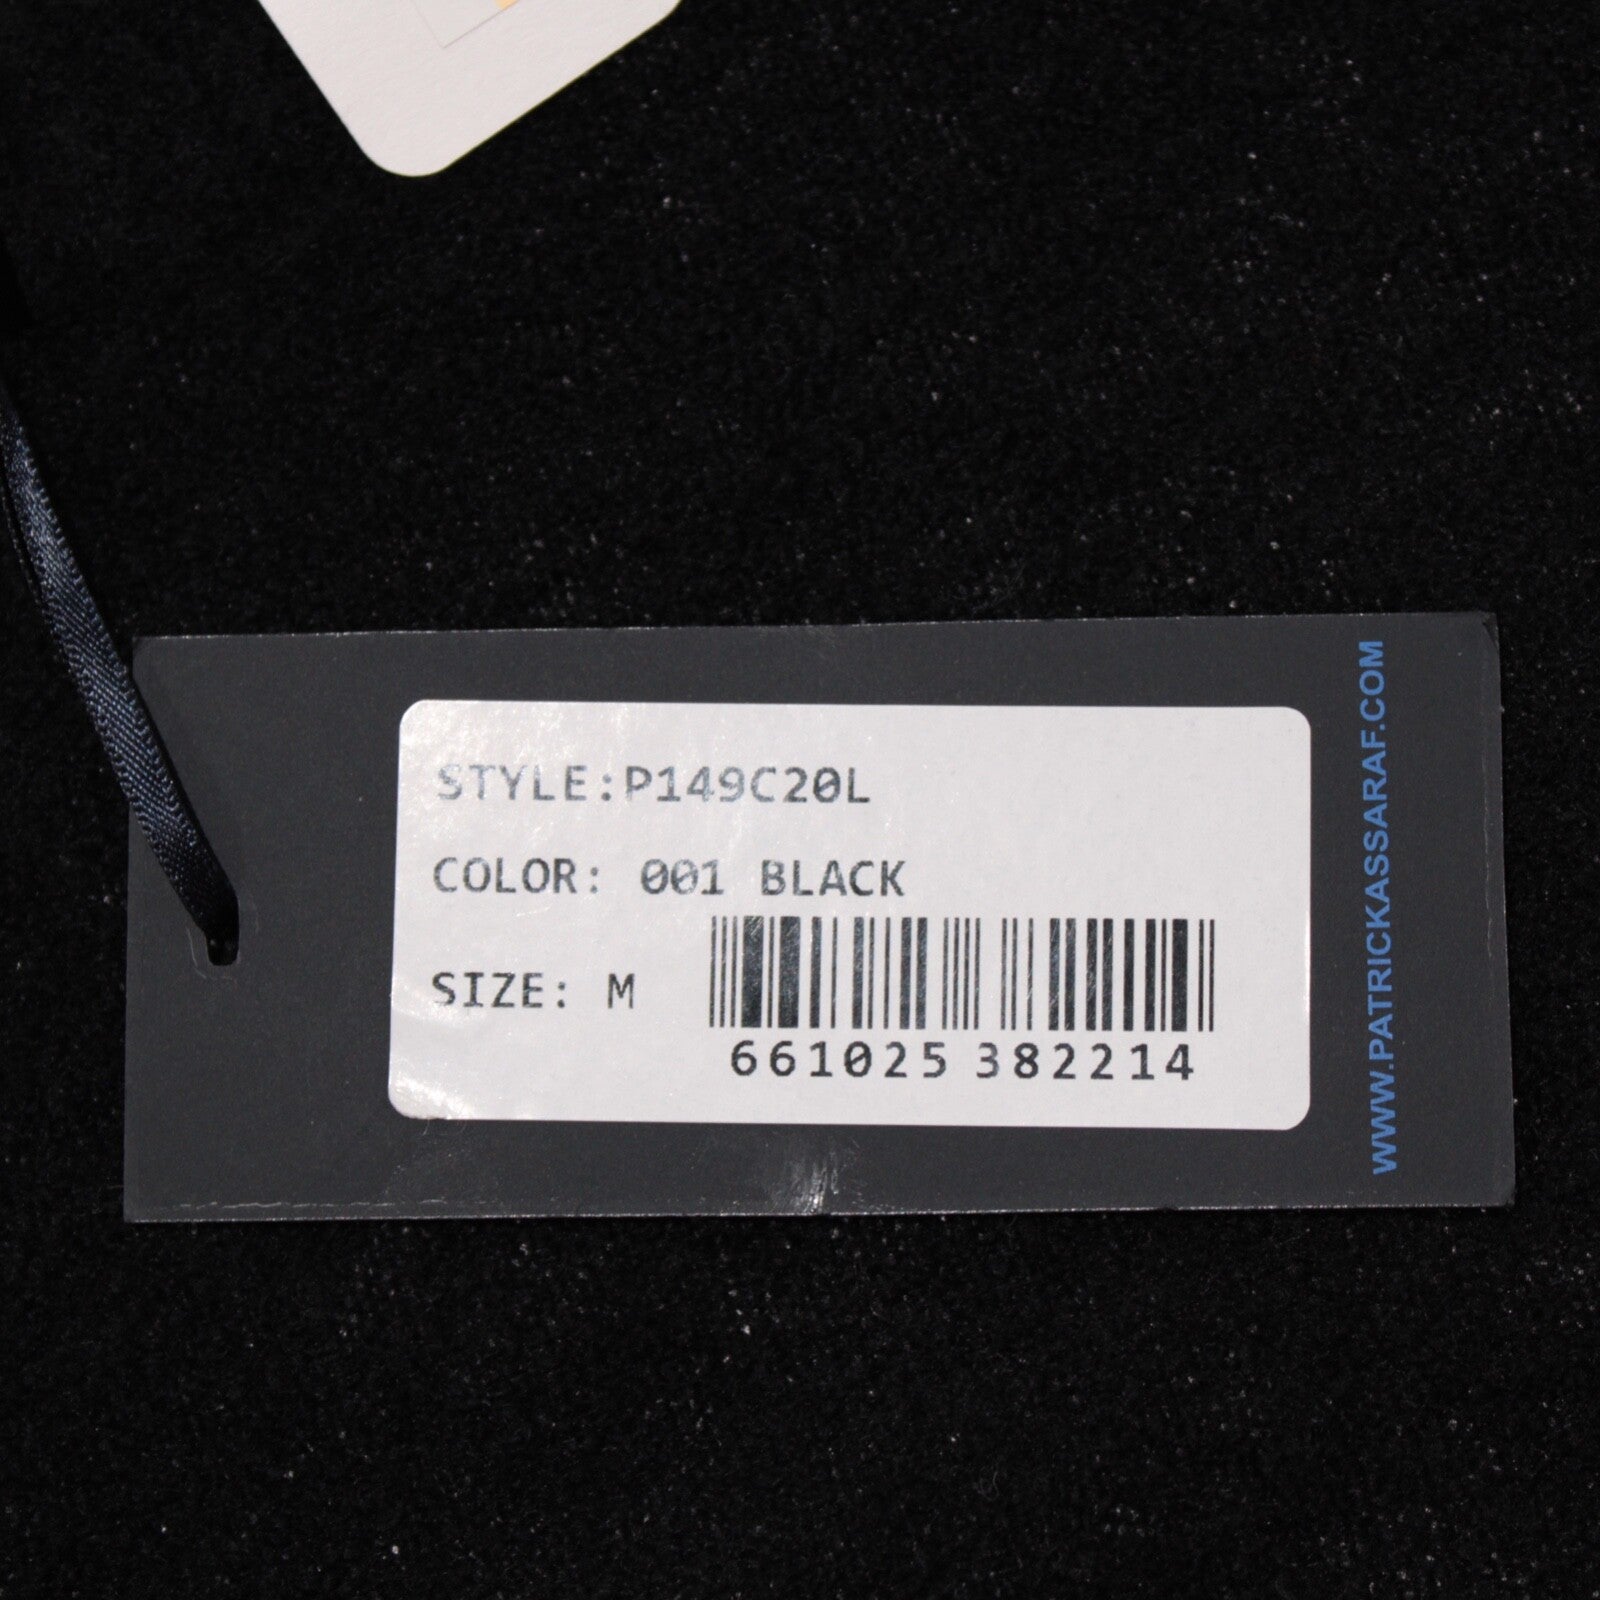 STYLE:P149C20L
COLOR: 001 BLACK
SIZE: M
661025 382214
WWW.PATRICKASSARAF.COM